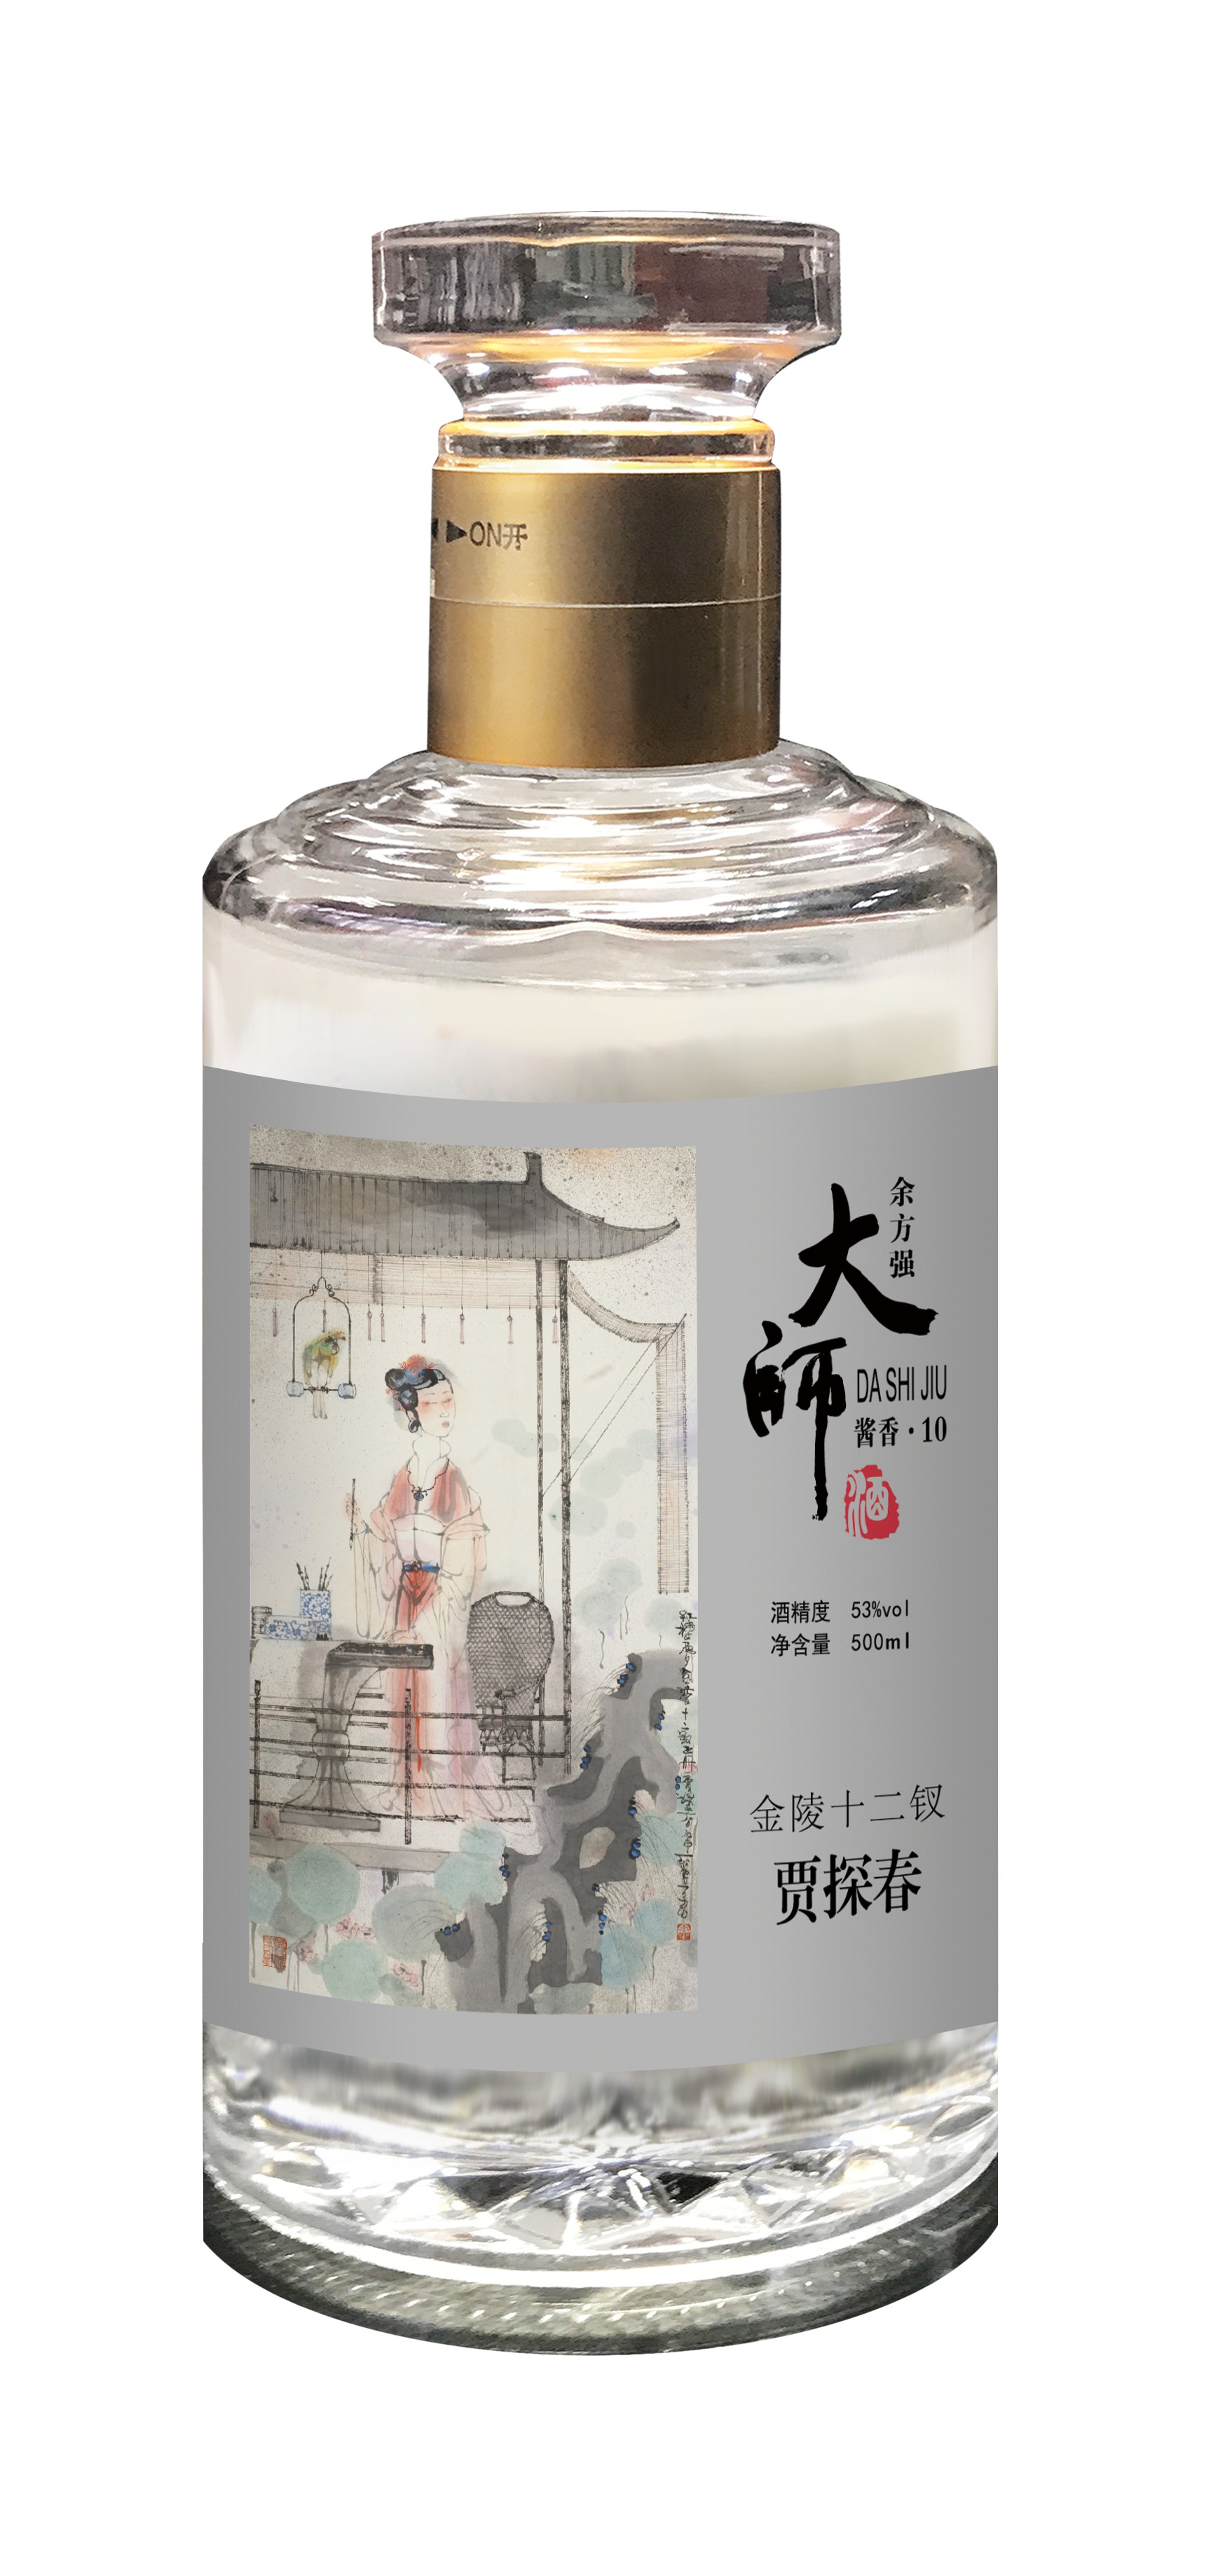 ON开
余方强
大師
DA SHI JIU
酱香·10
酒
酒精度 53%vol
净含量 500ml
金陵十二钗
贾探春